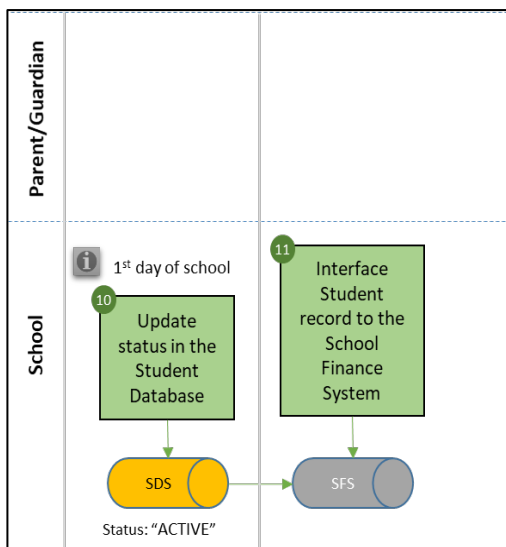 Parent/Guardian
School
i
1st day of school
10
Update
status in the
Student
Database
SDS
Status: “ACTIVE”
11
Interface
Student
record to the
School
Finance
System
SFS